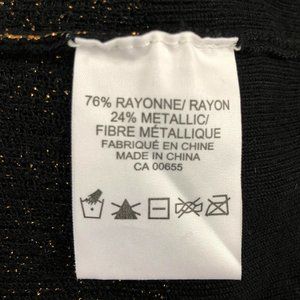 76% RAYONNE/ RAYON
24% METALLIC/
FIBRE MÉTALLIQUE
FABRIQUÉ EN CHINE
MADE IN CHINA
CA 00655